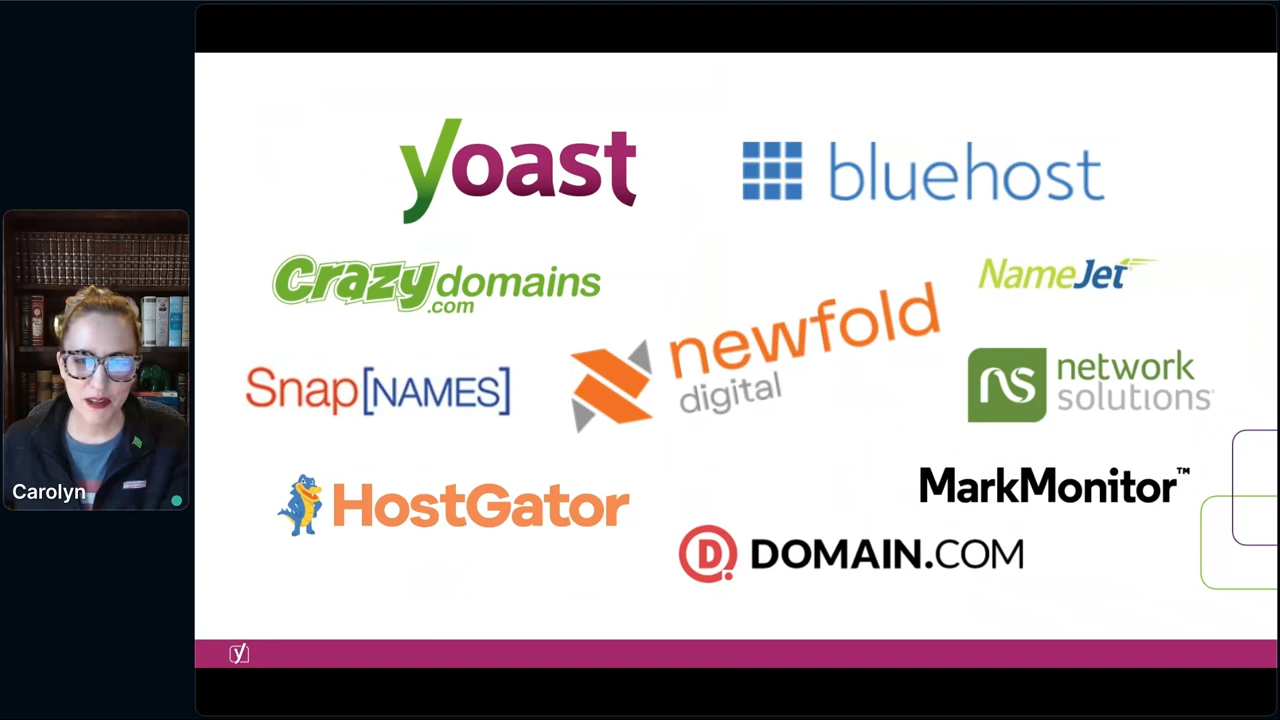 yoast
bluehost
Crazydomains
.com
NameJet
newfold
digital
Snap[NAMES]
network
solutions
HostGator
MarkMonitor™
DOMAIN.COM
Carolyn
y